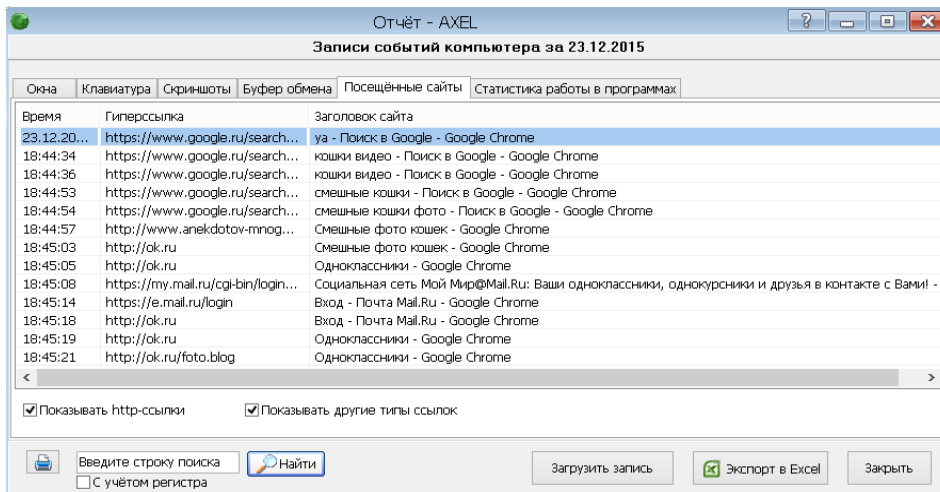 Отчёт - AXEL
Записи событий компьютера за 23.12.2015
Окна Клавиатура Скриншоты Буфер обмена Посещённые сайты Статистика работы в программах
Время Гиперссылка Заголовок сайта
23.12.20... https://www.google.ru/search... ya - Поиск в Google - Google Chrome
18:44:34 https://www.google.ru/search... кошки видео - Поиск в Google - Google Chrome
18:44:36 https://www.google.ru/search... кошки видео - Поиск в Google - Google Chrome
18:44:53 https://www.google.ru/search... смешные кошки - Поиск в Google - Google Chrome
18:44:54 https://www.google.ru/search... смешные кошки фото - Поиск в Google - Google Chrome
18:44:57 http://www.anekdotov-mnog... Смешные фото кошек - Google Chrome
18:45:03 http://ok.ru Смешные фото кошек - Google Chrome
18:45:05 http://ok.ru Одноклассники - Google Chrome
18:45:08 https://my.mail.ru/cgi-bin/login... Социальная сеть Мой Мир@Mail.Ru: Ваши одноклассники, однокурсники и друзья в контакте с Вами! -
18:45:14 https://e.mail.ru/login Вход - Почта Mail.Ru - Google Chrome
18:45:18 http://ok.ru Вход - Почта Mail.Ru - Google Chrome
18:45:19 http://ok.ru Одноклассники - Google Chrome
18:45:21 http://ok.ru/foto.blog Одноклассники - Google Chrome
Показывать http-ссылки Показывать другие типы ссылок
Введите строку поиска Найти Загрузить запись Экспорт в Excel Закрыть
С учётом регистра